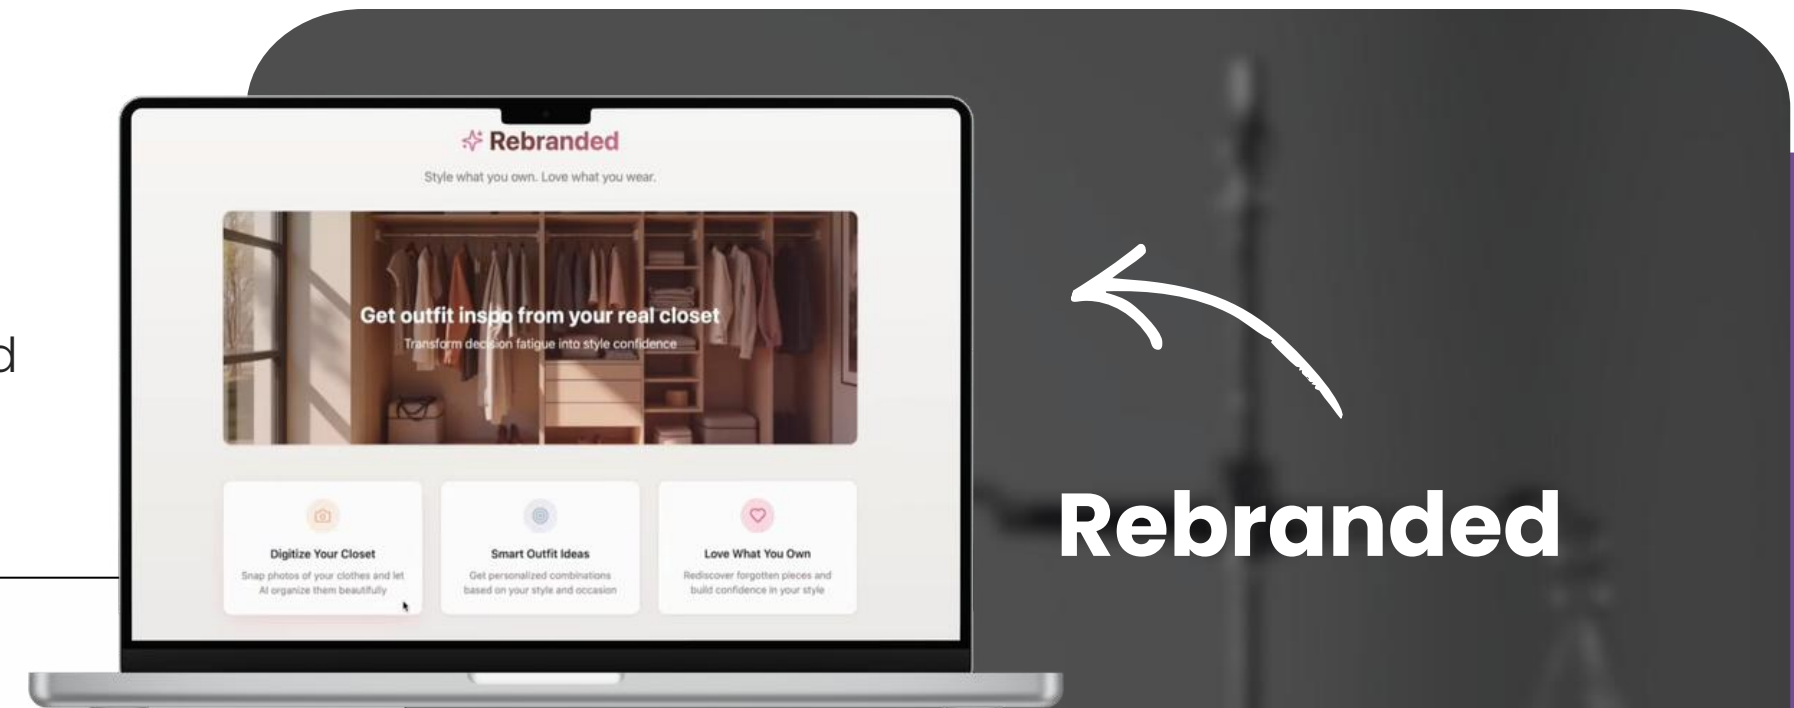 Rebranded
Style what you own. Love what you wear.
Get outfit inspo from your real closet
Transform decision fatigue into style confidence
Digitize Your Closet
Snap photos of your clothes and let
AI organize them beautifully
Smart Outfit Ideas
Get personalized combinations
based on your style and occasion
Love What You Own
Rediscover forgotten pieces and
build confidence in your style
Rebranded